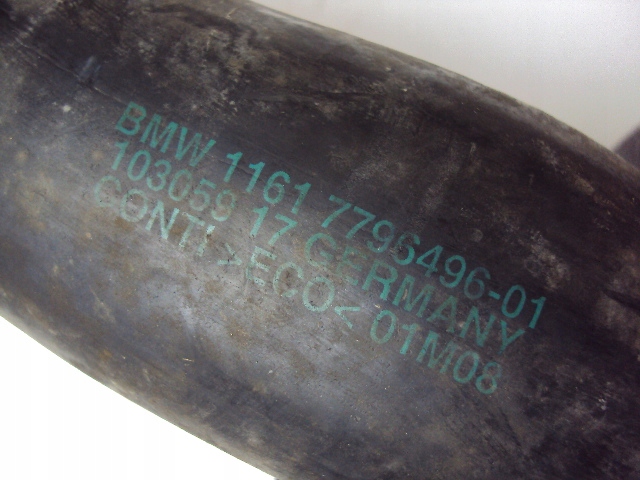 BMW 1161 7796496-01
103059 17 GERMANY
CONTI >ECO< 01M08